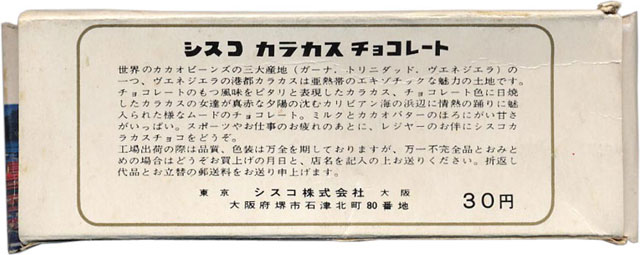 シスコ カラカス チョコレート
世界のカカオビーンズの三大産地（ガーナ、トリニダッド、ヴエネジエラ）の
一つ、ヴエネジエラの港都カラカスは亜熱帯のエキゾチックな魅力の土地です。
チョコレートのもつ風味をピタリと表現したカラカス、チョコレート色に日焼
したカラカスの女達が真赤な夕陽の沈むカリビアン海の浜辺に情熱の踊りに魅
入られた様なムードのチョコレート。ミルクとカカオバターのほろにがい甘さ
がいっぱい。スポーツやお仕事のお疲れのあとに、レジャーのお伴にシスコカ
ラカスチョコをどうぞ。
工場出荷の際は品質、色装は万全を期しておりますが、万一不完全品とおみと
めの場合はどうぞお買上げの月日と、店名を記入の上お送りください。折返し
代品とお立替の郵送料をお送り申上げます。
東京 シスコ株式会社 大阪
大阪府堺市石津北町80番地
30円